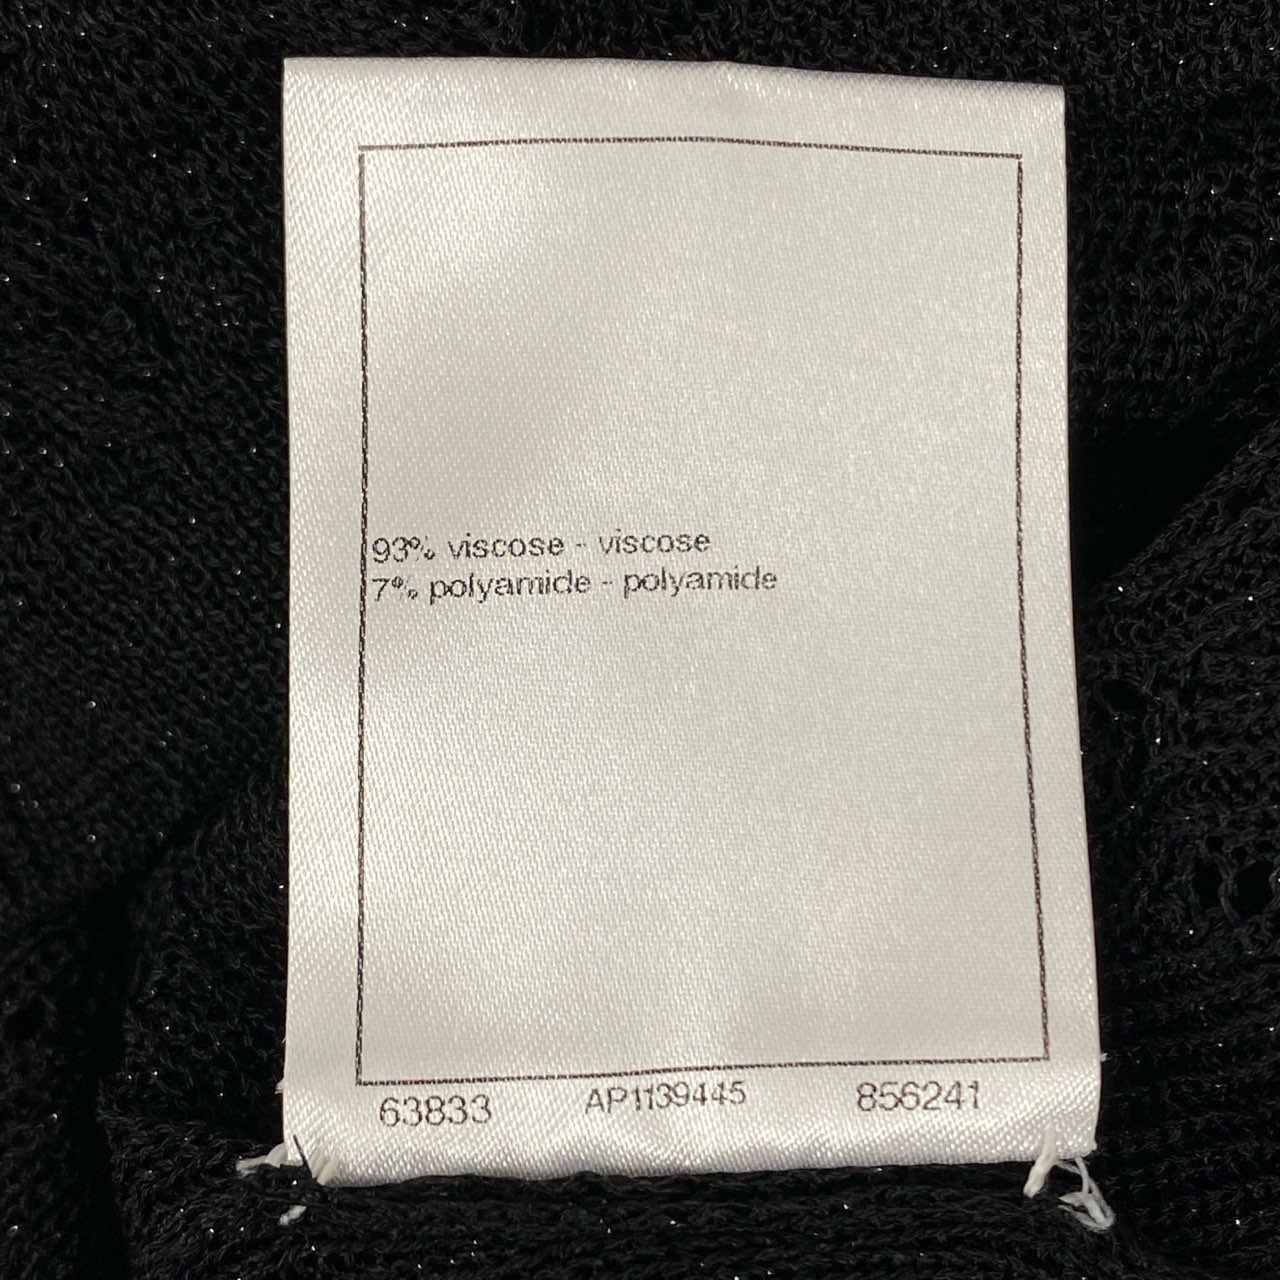 93% viscose - viscose
7% polyamide - polyamide
63833 AP1139445 856241